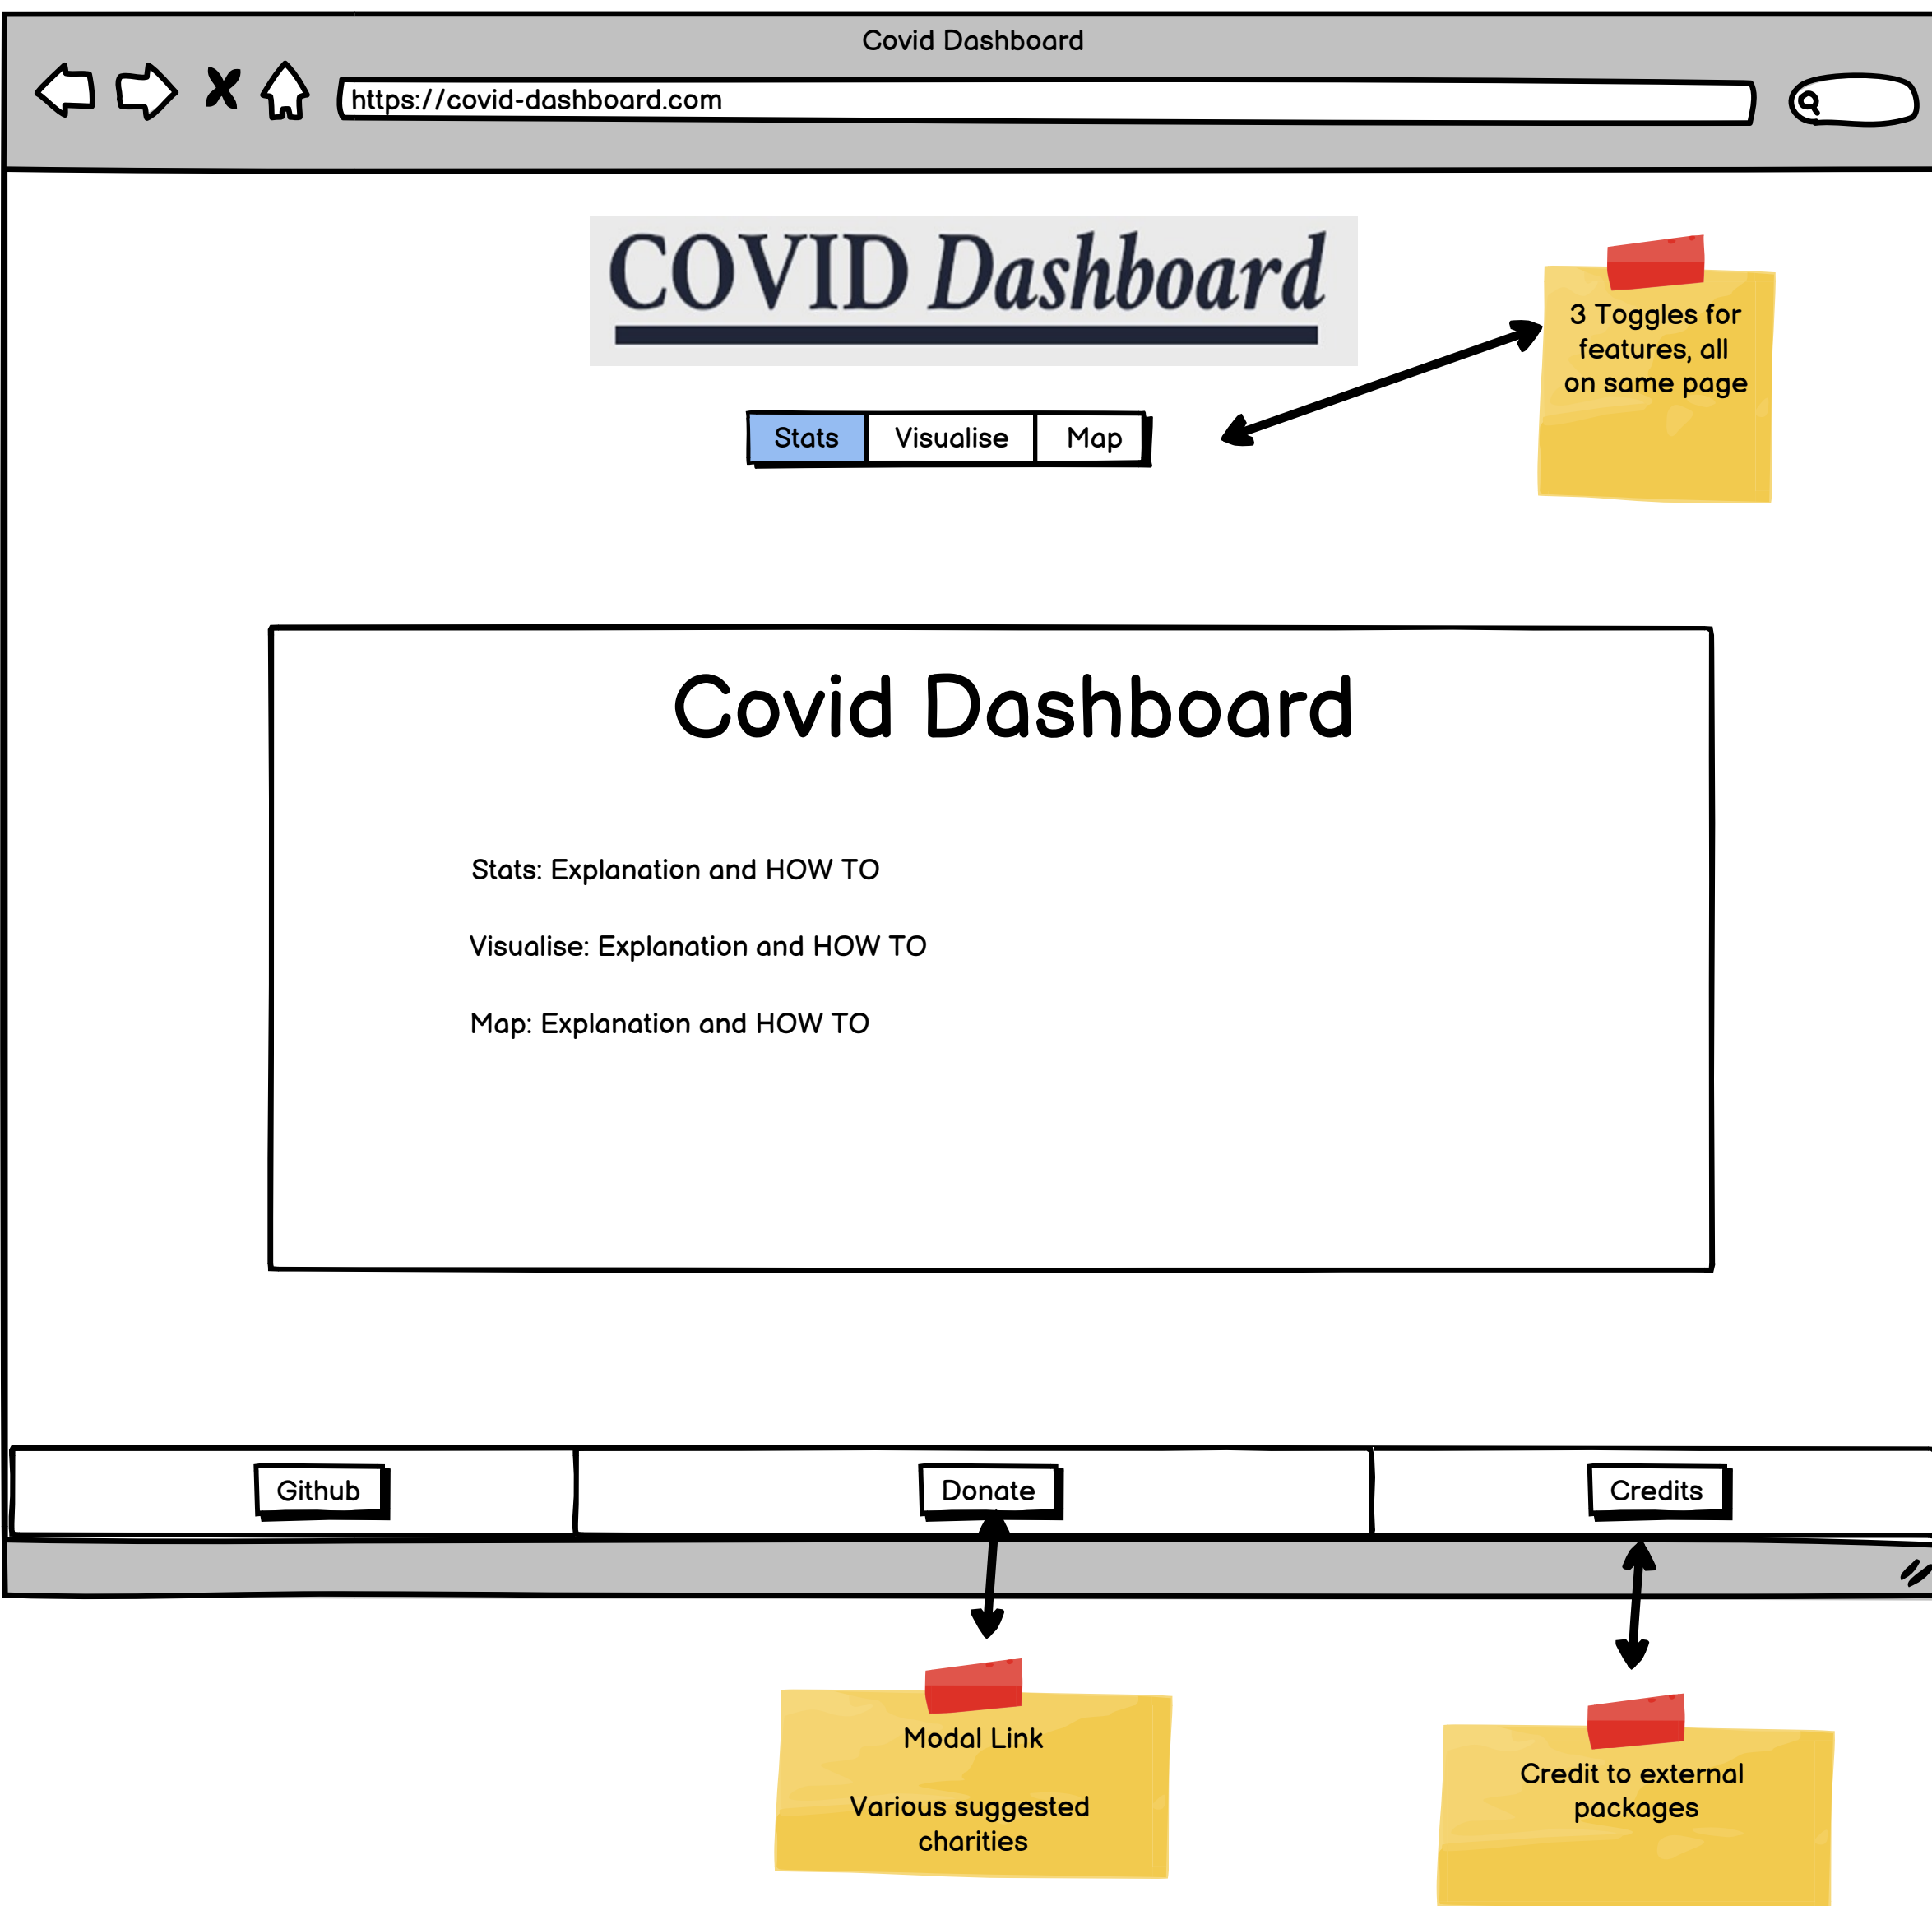 Covid Dashboard
https://covid-dashboard.com
COVID Dashboard
3 Toggles for
features, all
on same page
Stats Visualise Map
Covid Dashboard
Stats: Explanation and HOW TO
Visualise: Explanation and HOW TO
Map: Explanation and HOW TO
Github Donate Credits
Modal Link
Various suggested
charities
Credit to external
packages